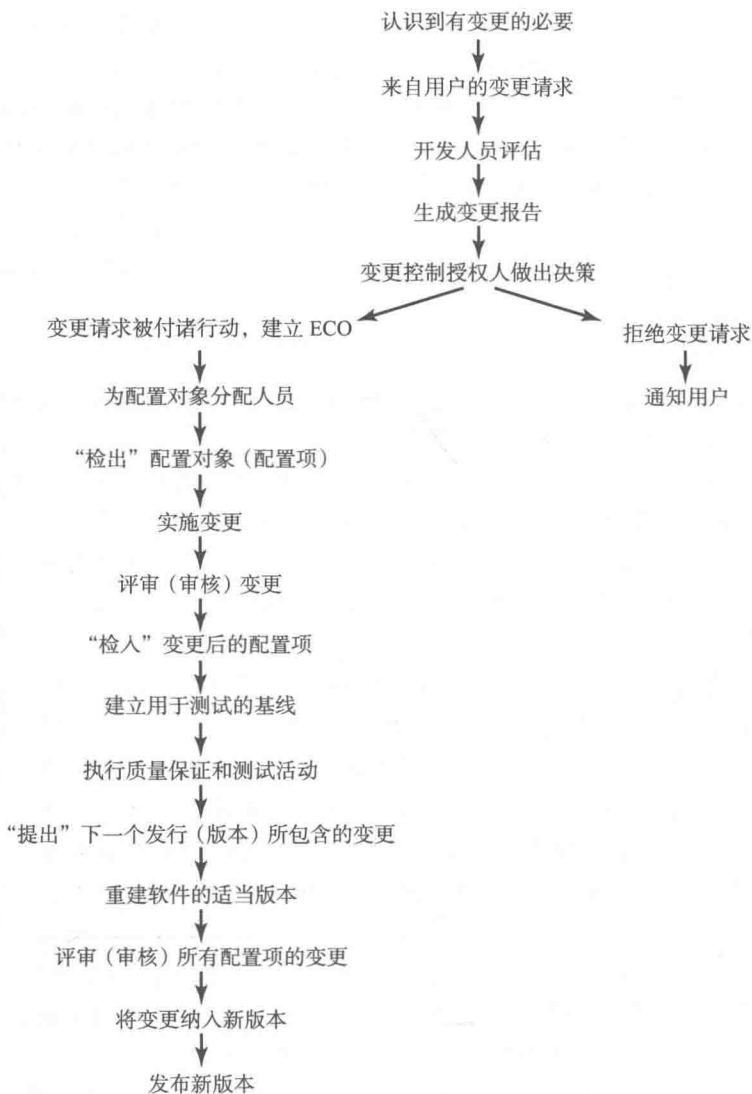 认识到有变更的必要
来自用户的变更请求
开发人员评估
生成变更报告
变更控制授权人做出决策
变更请求被付诸行动，建立 ECO
拒绝变更请求
为配置对象分配人员
通知用户
“检出”配置对象（配置项）
实施变更
评审（审核）变更
“检人”变更后的配置项
建立用于测试的基线
执行质量保证和测试活动
“提出”下一个发行（版本）所包含的变更
重建软件的适当版本
评审（审核）所有配置项的变更
将变更纳入新版本
发布新版本